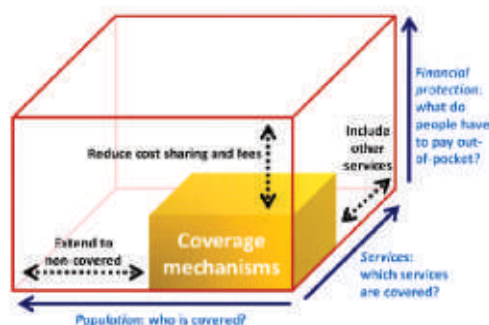 Financial
protection:
what do
people have
to pay out-
of-pocket?
Include
other
services
Reduce cost sharing and fees
Extend to
non-covered
Coverage
mechanisms
Services:
which services
are covered?
Population: who is covered?